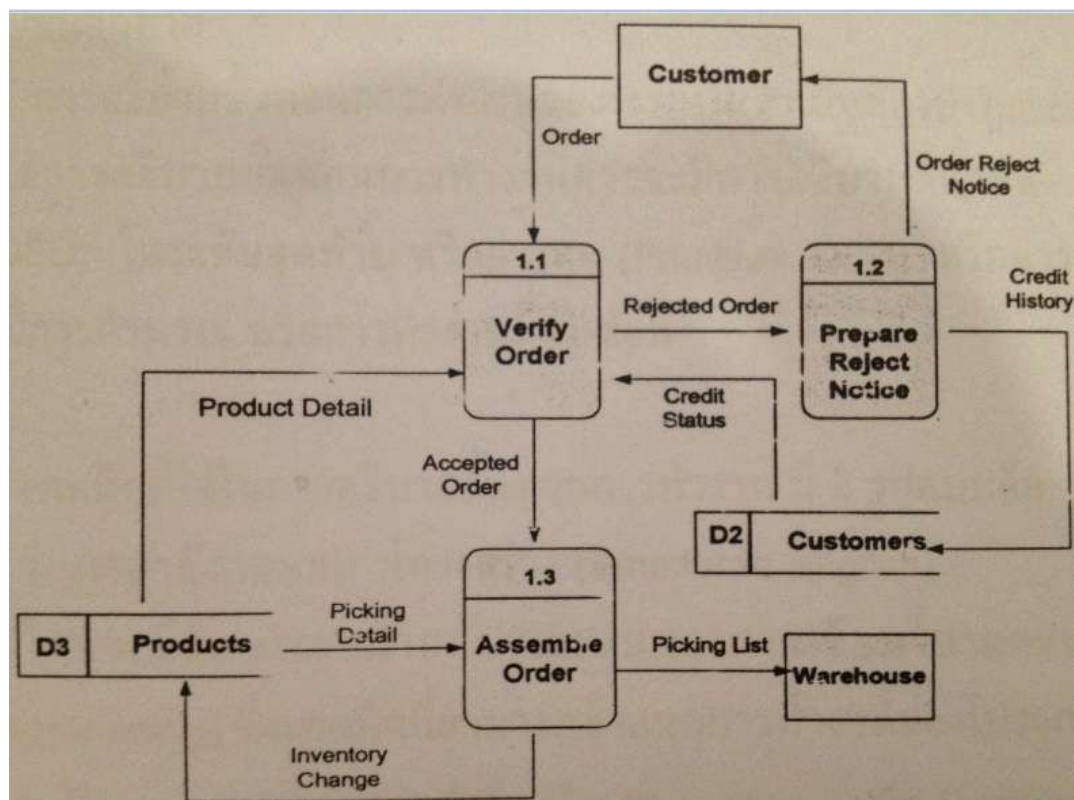 Customer
Order
Order Reject
Notice
1.1
Verify
Order
Rejected Order
1.2
Prepare
Reject
Notice
Credit
History
Product Detail
Credit
Status
Accepted
Order
D2
Customers
1.3
Assemble
Order
D3
Products
Picking
Detail
Picking List
Warehouse
Inventory
Change